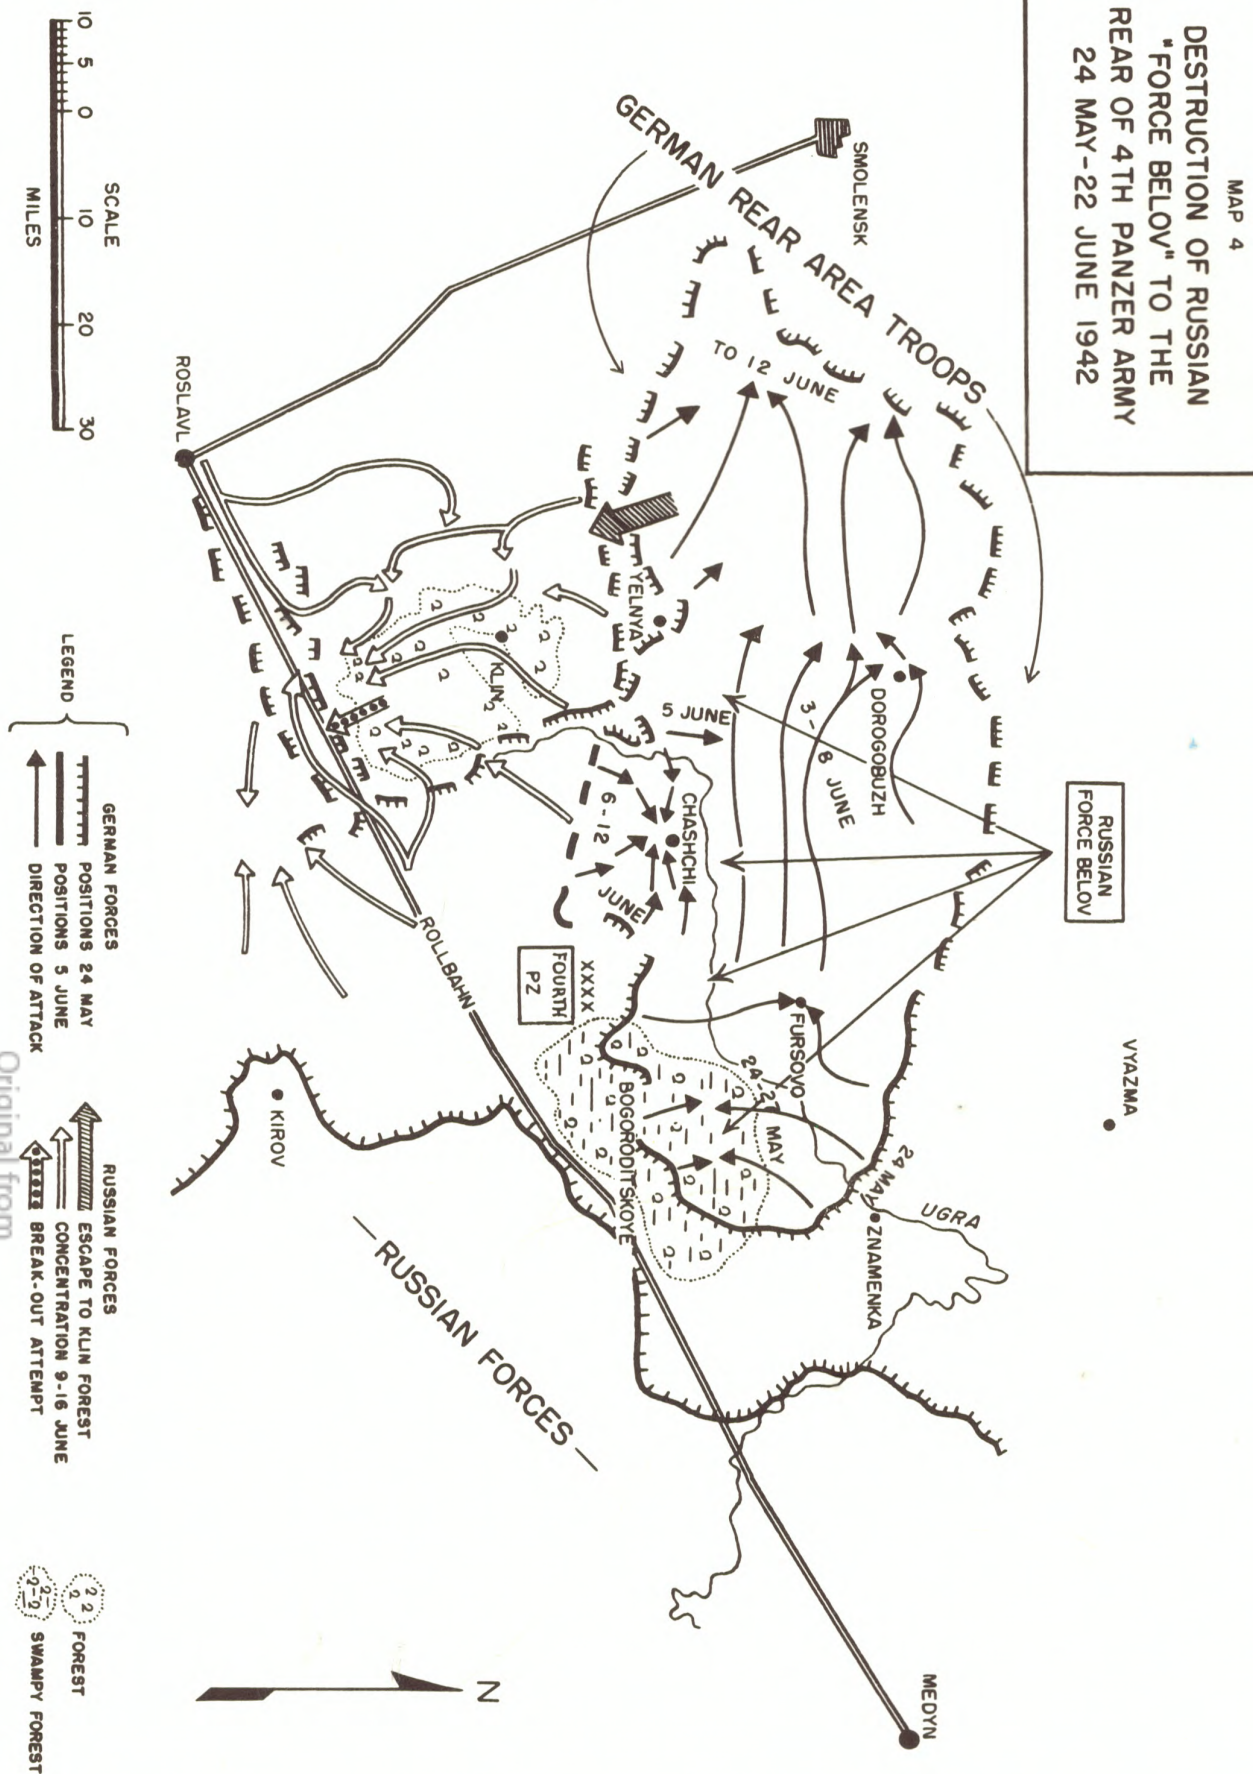 MAP 4
DESTRUCTION OF RUSSIAN
"FORCE BELOV" TO THE
REAR OF 4TH PANZER ARMY
24 MAY-22 JUNE 1942
SMOLENSK
GERMAN REAR AREA TROOPS
TO 12 JUNE
VYAZMA
RUSSIAN
FORCE BELOV
DOROGOBUZH
3-8 JUNE
YELNYA
5 JUNE
CHASHCHI
6-12
JUNE
FURSOVO
24-27
MAY
24 MAY
ZNAMENKA
UGRA
MEDYN
KLIN
XXXX
FOURTH
PZ
BOGORODITSKOYE
ROLLBAHN
ROSLAVL
KIROV
-RUSSIAN FORCES-
N
SCALE
10 5 0 10 20 30
MILES
LEGEND
GERMAN FORCES
POSITIONS 24 MAY
POSITIONS 5 JUNE
DIRECTION OF ATTACK
RUSSIAN FORCES
ESCAPE TO KLIN FOREST
CONCENTRATION 9-16 JUNE
BREAK-OUT ATTEMPT
FOREST
SWAMPY FOREST
Original from